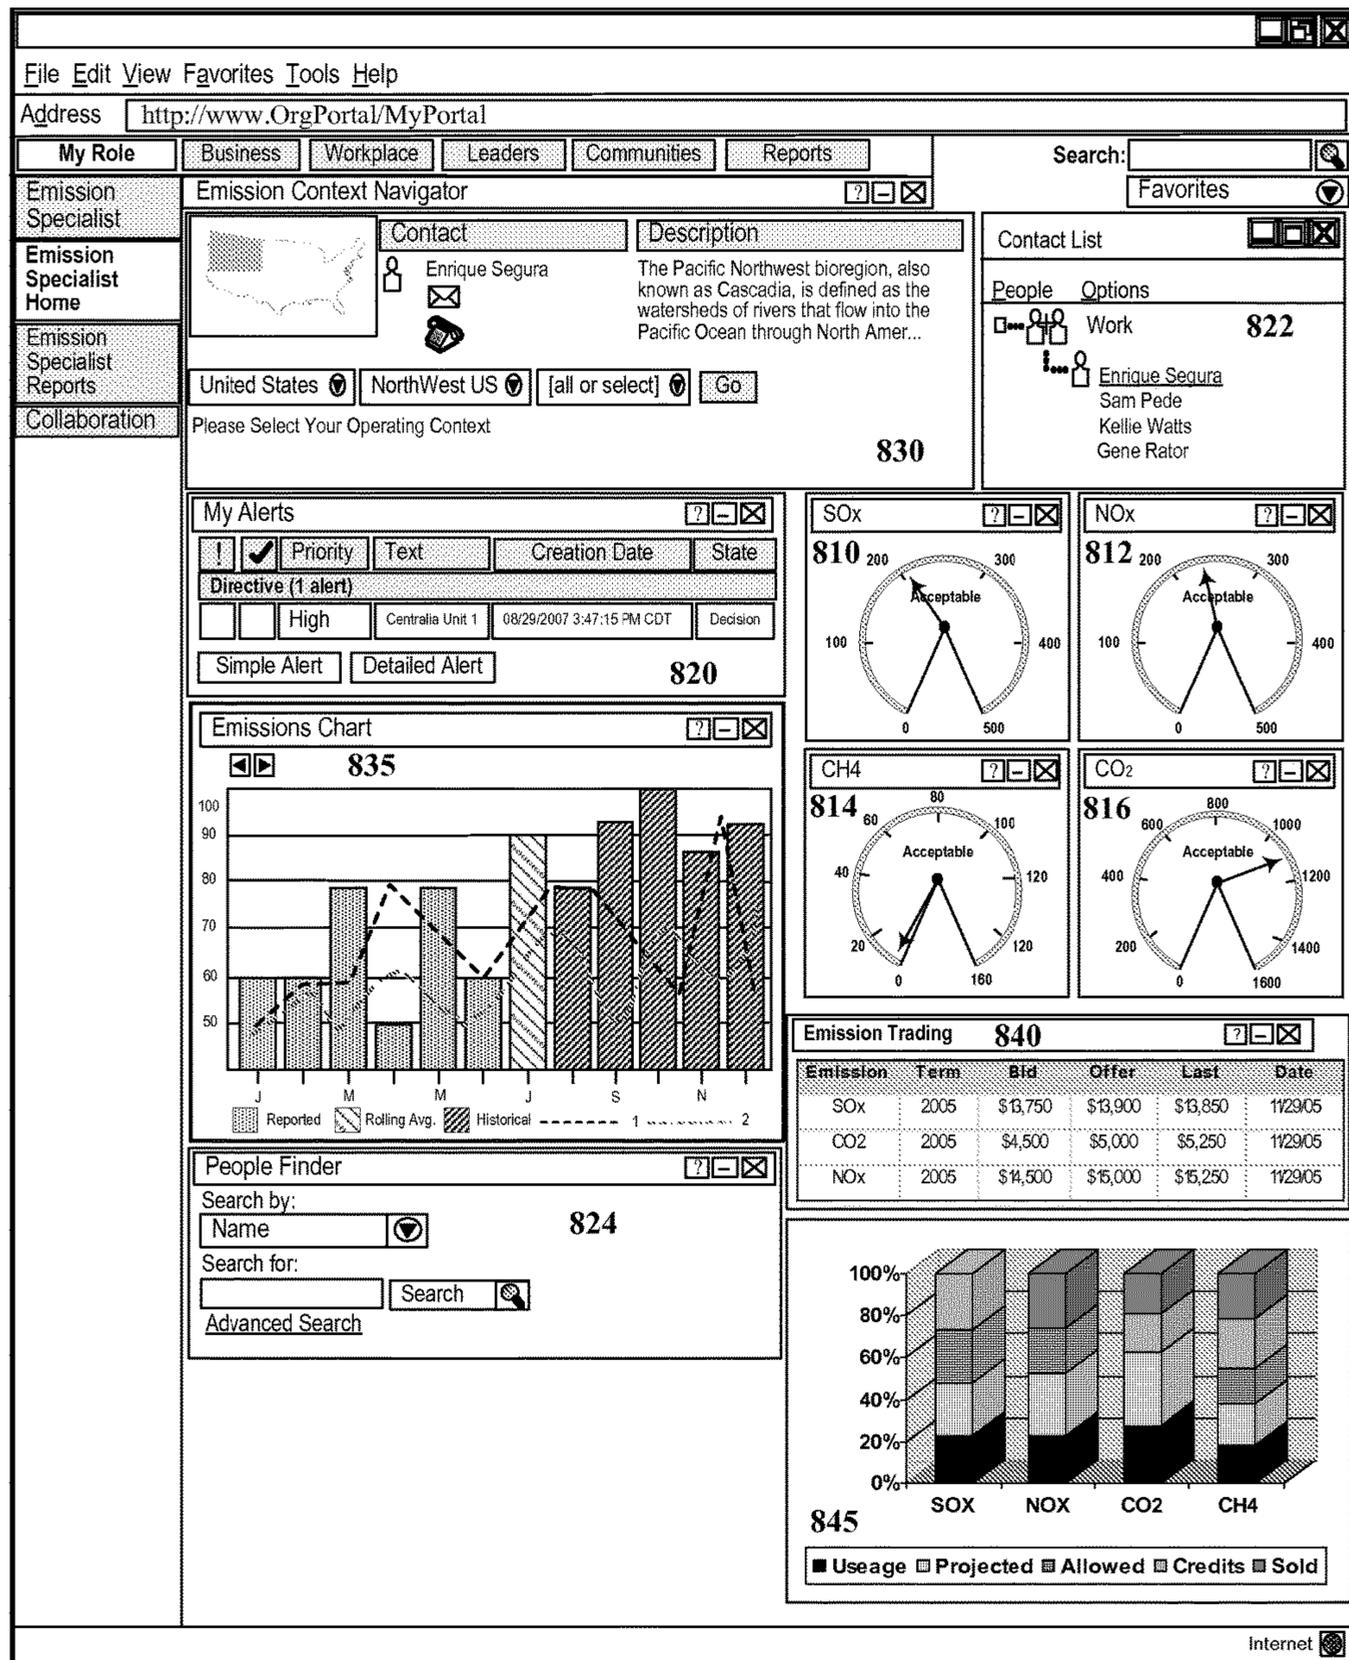 File Edit View Favorites Tools Help
Address http://www.OrgPortal/MyPortal
My Role Business Workplace Leaders Communities Reports Search:
Favorites
Emission
Specialist
Emission
Specialist
Home
Emission
Specialist
Reports
Collaboration
Emission Context Navigator ? –
Contact Description
Enrique Segura
The Pacific Northwest bioregion, also
known as Cascadia, is defined as the
watersheds of rivers that flow into the
Pacific Ocean through North Amer...
United States NorthWest US [all or select] Go
Please Select Your Operating Context
830
Contact List
People Options
Work 822
Enrique Segura
Sam Pede
Kellie Watts
Gene Rator
My Alerts ? –
! Priority Text Creation Date State
Directive (1 alert)
High Centralia Unit 1 08/29/2007 3:47:15 PM CDT Decision
Simple Alert Detailed Alert 820
SOx ? –
810 200 300
Acceptable
100 400
0 500
NOx ? –
812 200 300
Acceptable
100 400
0 500
Emissions Chart ? –
835
100
90
80
70
60
50
J M M J S N
Reported Rolling Avg. Historical 1 2
CH4 ? –
814 60 80 100
Acceptable
40 120
20 120
0 160
CO2 ? –
816 600 800 1000
Acceptable
400 1200
200 1400
0 1600
Emission Trading 840 ? –
Emission Term Bid Offer Last Date
SOx 2005 $13,750 $13,900 $13,850 11/29/05
CO2 2005 $4,500 $5,000 $5,250 11/29/05
NOx 2005 $14,500 $15,000 $15,250 11/29/05
People Finder ? –
Search by:
Name 824
Search for:
Search
Advanced Search
100%
80%
60%
40%
20%
0%
SOX NOX CO2 CH4
845
Useage Projected Allowed Credits Sold
Internet